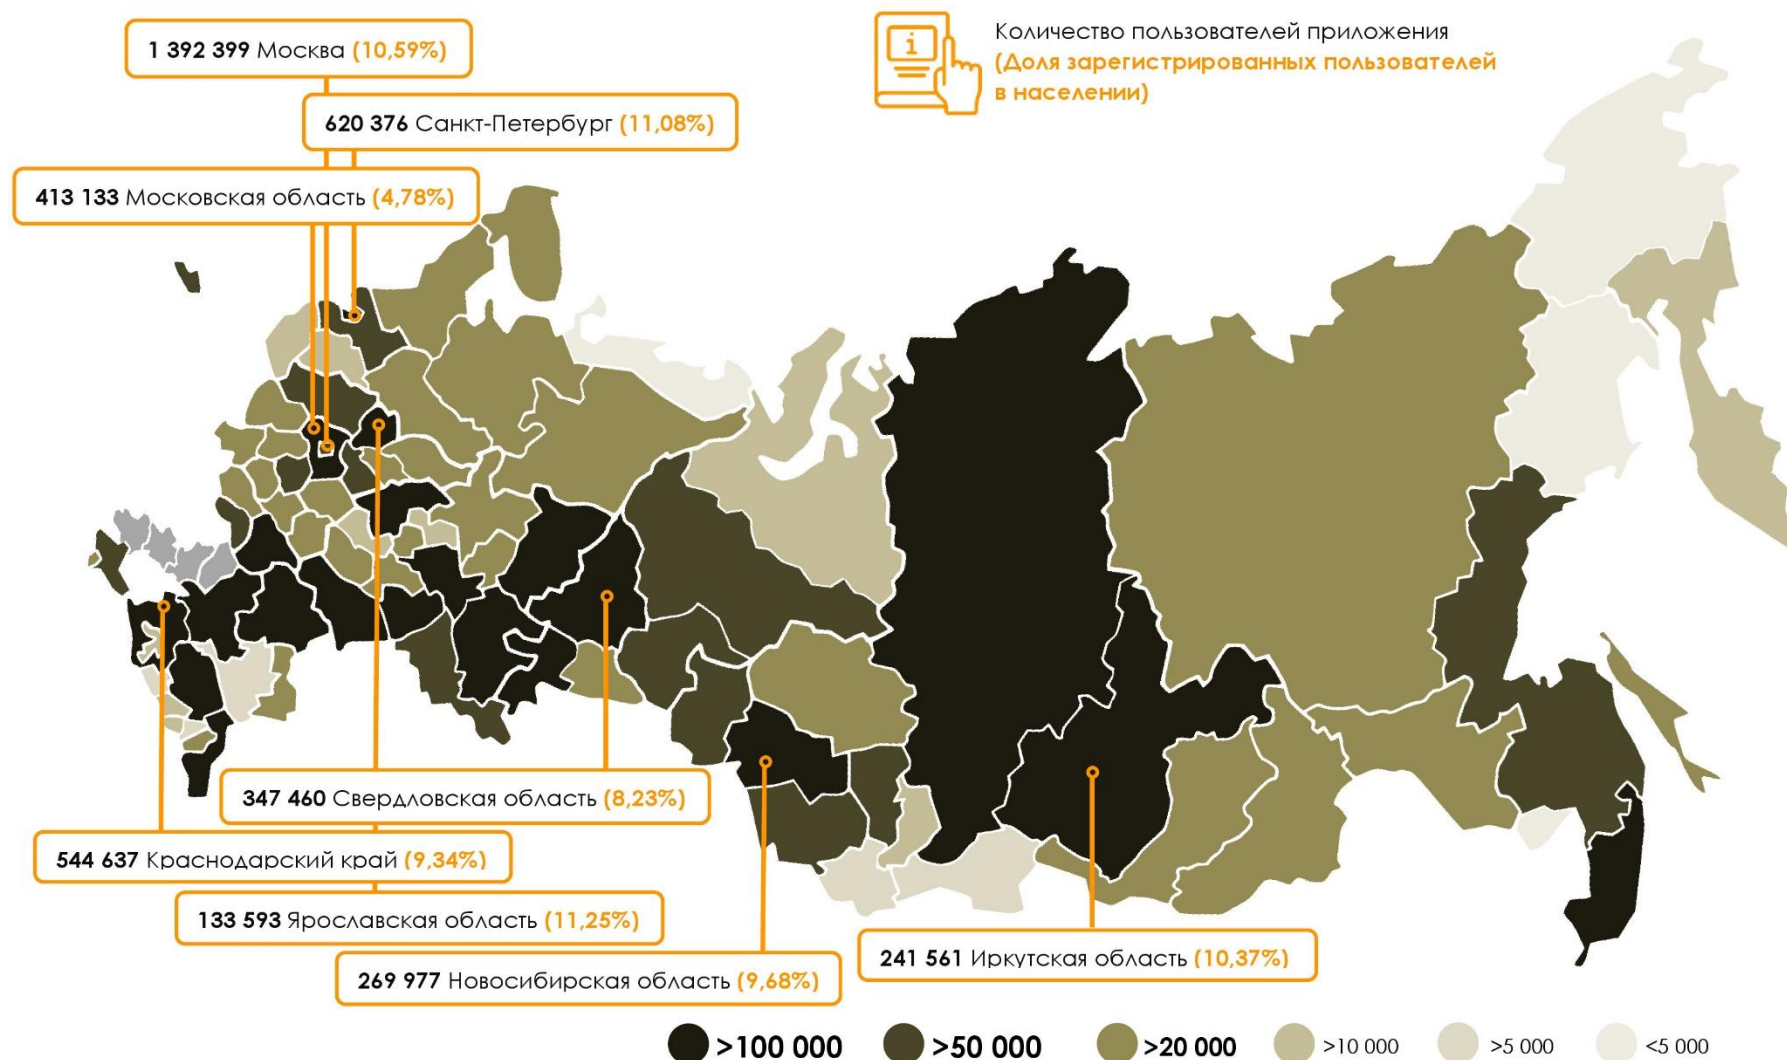 Количество пользователей приложения
(Доля зарегистрированных пользователей
в населении)
1 392 399 Москва (10,59%)
620 376 Санкт-Петербург (11,08%)
413 133 Московская область (4,78%)
347 460 Свердловская область (8,23%)
544 637 Краснодарский край (9,34%)
133 593 Ярославская область (11,25%)
269 977 Новосибирская область (9,68%)
241 561 Иркутская область (10,37%)
>100 000 >50 000 >20 000 >10 000 >5 000 <5 000